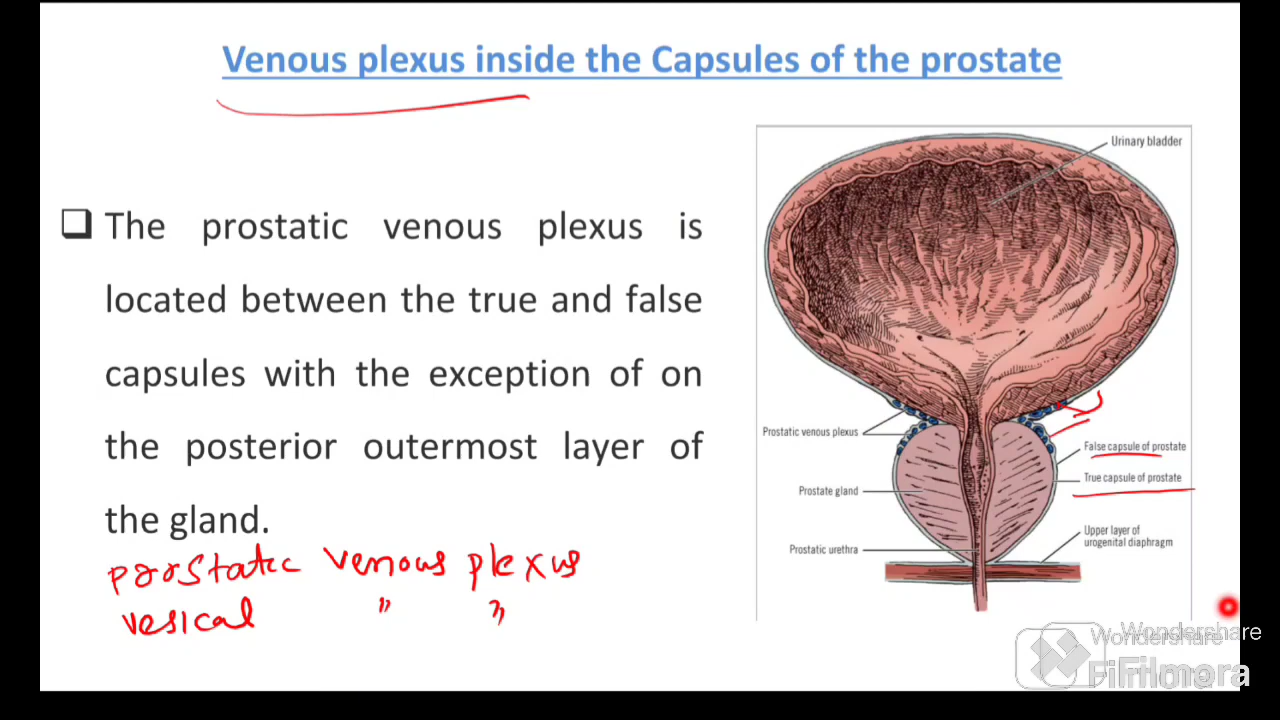 Venous plexus inside the Capsules of the prostate
The prostatic venous plexus is
located between the true and false
capsules with the exception of on
the posterior outermost layer of
the gland.
prostatic venous plexus
vesical " "
Urinary bladder
Prostatic venous plexus
False capsule of prostate
True capsule of prostate
Prostate gland
Upper layer of
urogenital diaphragm
Prostatic urethra
Wondershare
Wondershare
Filmora
Filmora